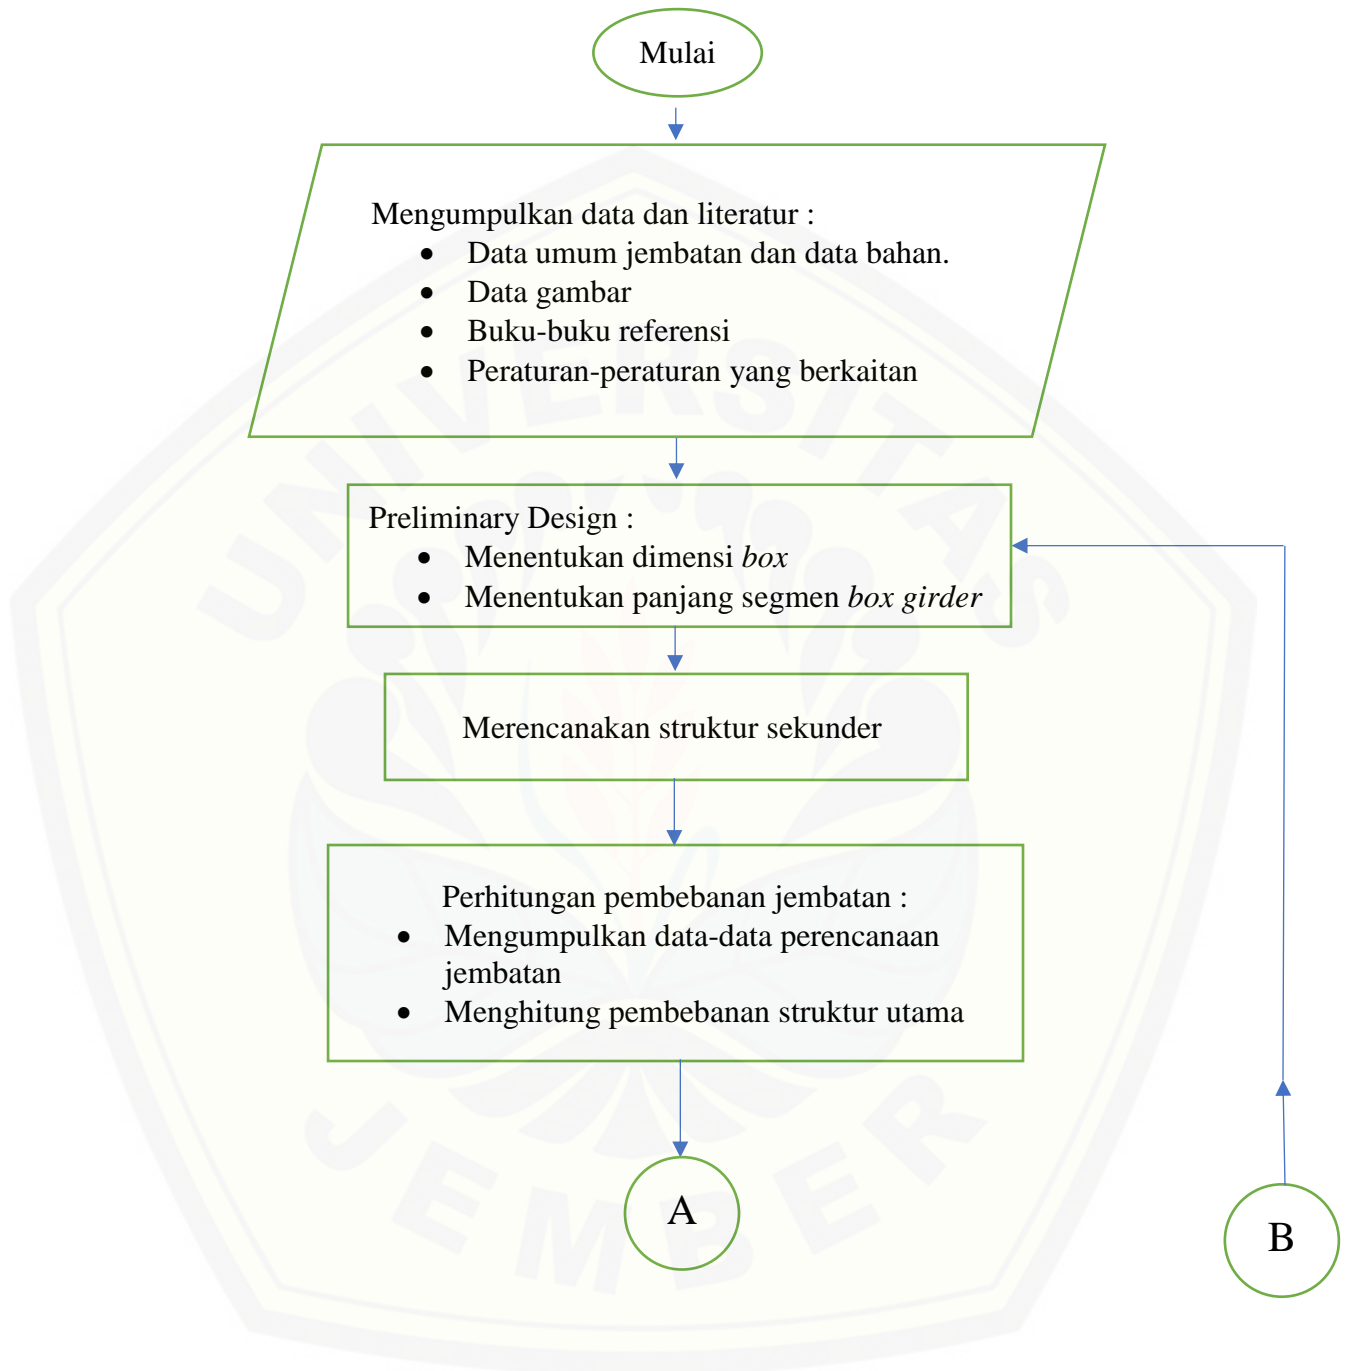 Mulai
Mengumpulkan data dan literatur :
• Data umum jembatan dan data bahan.
• Data gambar
• Buku-buku referensi
• Peraturan-peraturan yang berkaitan
Preliminary Design :
• Menentukan dimensi box
• Menentukan panjang segmen box girder
Merencanakan struktur sekunder
Perhitungan pembebanan jembatan :
• Mengumpulkan data-data perencanaan
jembatan
• Menghitung pembebanan struktur utama
A
B
UNIVERSITAS
JEMBER